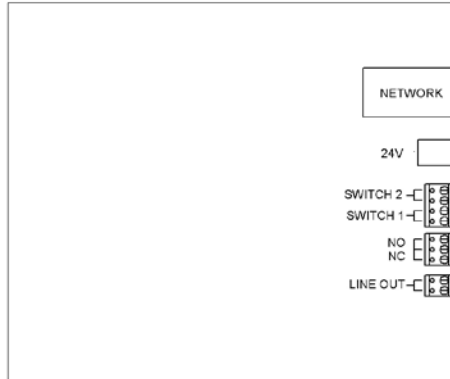 NETWORK
24V
SWITCH 2
SWITCH 1
NO
NC
LINE OUT